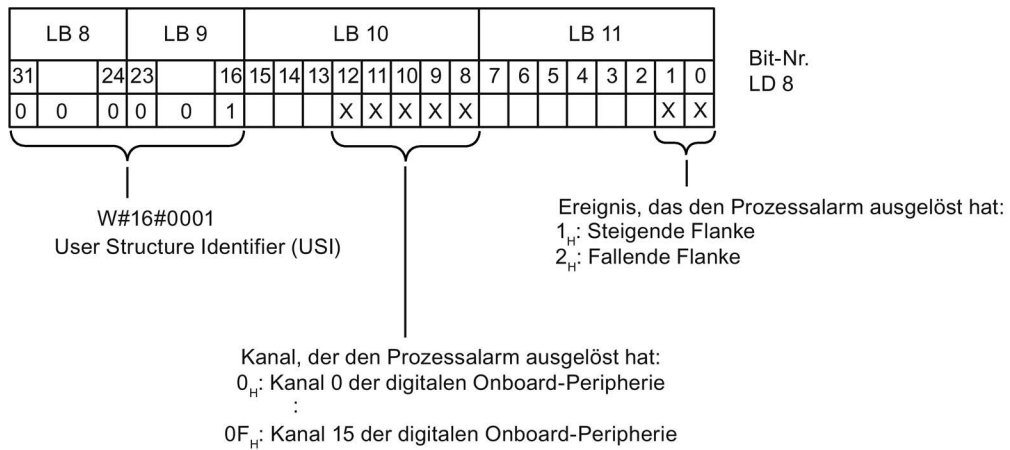 LB 8 LB 9 LB 10 LB 11
Bit-Nr.
31 24 23 16 15 14 13 12 11 10 9 8 7 6 5 4 3 2 1 0
LD 8
0 0 0 0 0 1 X X X X X X X
W#16#0001
User Structure Identifier (USI)
Ereignis, das den Prozessalarm ausgelöst hat:
1H: Steigende Flanke
2H: Fallende Flanke
Kanal, der den Prozessalarm ausgelöst hat:
0H: Kanal 0 der digitalen Onboard-Peripherie
:
0FH: Kanal 15 der digitalen Onboard-Peripherie